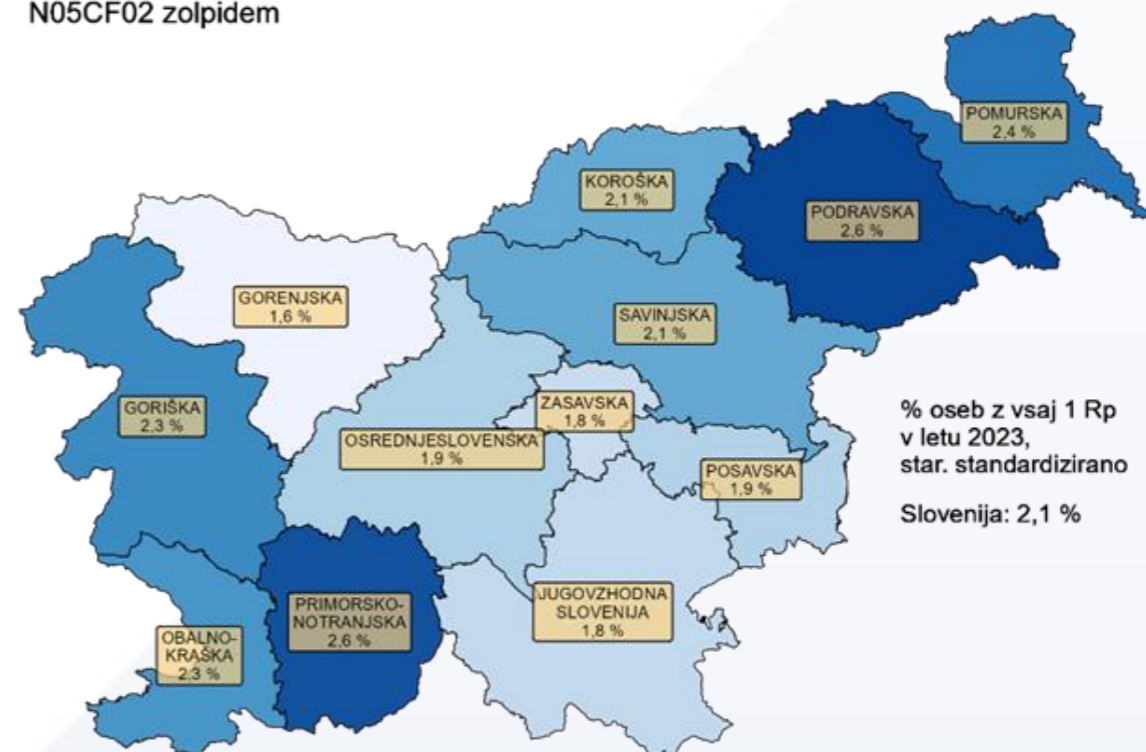 N05CF02 zolpidem
POMURSKA
2,4 %
KOROŠKA
2,1 %
PODRAVSKA
2,6 %
GORENJSKA
1,6 %
SAVINJSKA
2,1 %
GORIŠKA
2,3 %
ZASAVSKA
1,8 %
OSREDNJESLOVENSKA
1,9 %
POSAVSKA
1,9 %
% oseb z vsaj 1 Rp
v letu 2023,
star. standardizirano
Slovenija: 2,1 %
PRIMORSKO-
NOTRANJSKA
2,6 %
JUGOVZHODNA
SLOVENIJA
1,8 %
OBALNO-
KRAŠKA
2,3 %